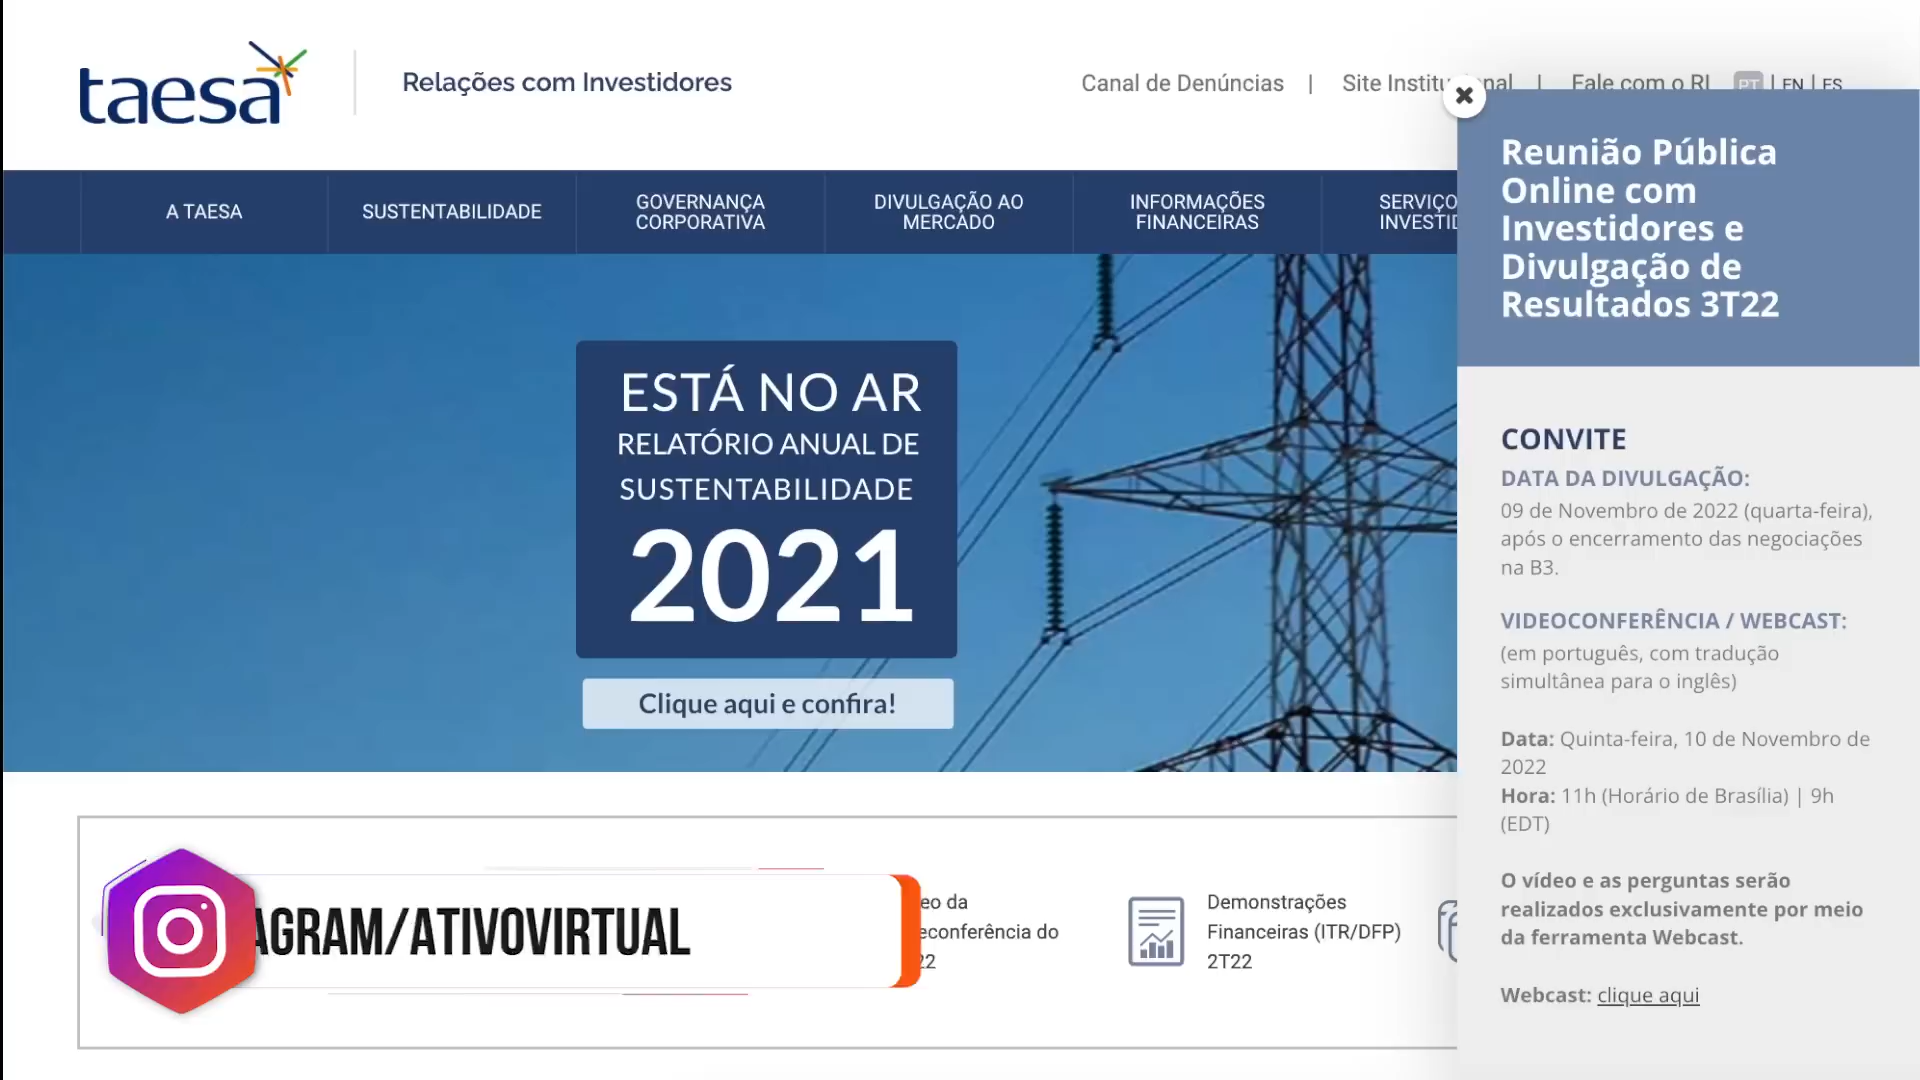 taesa
Relações com Investidores
Canal de Denúncias | Site Institu nal | Fale com o RI PT | EN | ES
A TAESA
SUSTENTABILIDADE
GOVERNANÇA
CORPORATIVA
DIVULGAÇÃO AO
MERCADO
INFORMAÇÕES
FINANCEIRAS
SERVIÇO
INVESTID
ESTÁ NO AR
RELATÓRIO ANUAL DE
SUSTENTABILIDADE
2021
Clique aqui e confira!
AGRAM/ATIVOVIRTUAL
eo da
econferência do
22
Demonstrações
Financeiras (ITR/DFP)
2T22
Reunião Pública
Online com
Investidores e
Divulgação de
Resultados 3T22
CONVITE
DATA DA DIVULGAÇÃO:
09 de Novembro de 2022 (quarta-feira),
após o encerramento das negociações
na B3.
VIDEOCONFERÊNCIA / WEBCAST:
(em português, com tradução
simultânea para o inglês)
Data: Quinta-feira, 10 de Novembro de
2022
Hora: 11h (Horário de Brasília) | 9h
(EDT)
O vídeo e as perguntas serão
realizados exclusivamente por meio
da ferramenta Webcast.
Webcast: clique aqui